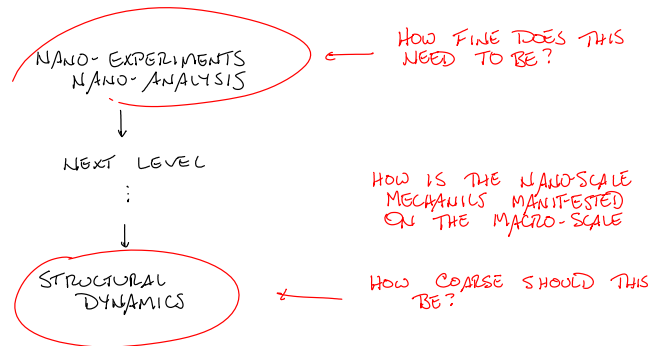 NANO-EXPERIMENTS
NANO-ANALYSIS
HOW FINE DOES THIS
NEED TO BE?
NEXT LEVEL
HOW IS THE NANO-SCALE
MECHANICS MANIFESTED
ON THE MACRO-SCALE
STRUCTURAL
DYNAMICS
HOW COARSE SHOULD THIS
BE?